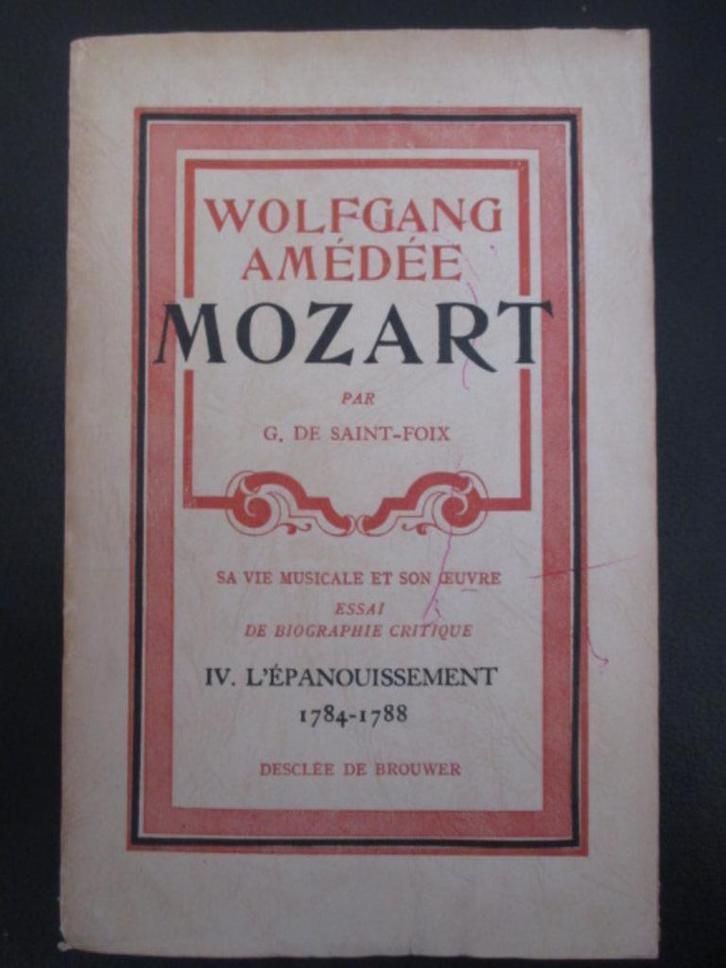 WOLFGANG
AMÉDÉE
MOZART
PAR
G. DE SAINT-FOIX
SA VIE MUSICALE ET SON ŒUVRE
ESSAI
DE BIOGRAPHIE CRITIQUE
IV. L'ÉPANOUISSEMENT
1784-1788
DESCLÉE DE BROUWER